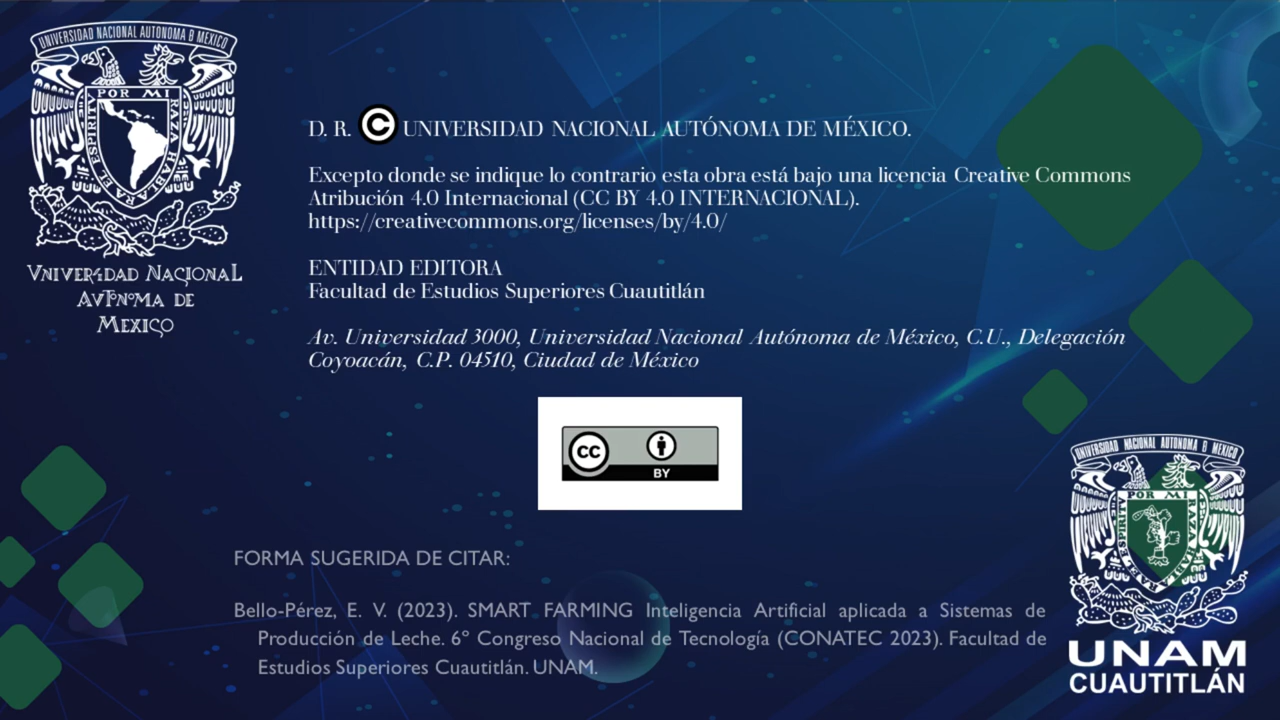 UNIVERSIDAD NACIONAL AUTONOMA D MEXICO
POR MI RAZA HABLARA EL ESPIRITU
VNIVERSIDAD NACIONAL
AVTONOMA DE
MEXICO
D. R. © UNIVERSIDAD NACIONAL AUTÓNOMA DE MÉXICO.
Excepto donde se indique lo contrario esta obra está bajo una licencia Creative Commons
Atribución 4.0 Internacional (CC BY 4.0 INTERNACIONAL).
https://creativecommons.org/licenses/by/4.0/
ENTIDAD EDITORA
Facultad de Estudios Superiores Cuautitlán
Av. Universidad 3000, Universidad Nacional Autónoma de México, C.U., Delegación
Coyoacán, C.P. 04510, Ciudad de México
CC
BY
FORMA SUGERIDA DE CITAR:
Bello-Pérez, E. V. (2023). SMART FARMING Inteligencia Artificial aplicada a Sistemas de
Producción de Leche. 6º Congreso Nacional de Tecnología (CONATEC 2023). Facultad de
Estudios Superiores Cuautitlán. UNAM.
UNIVERSIDAD NACIONAL AUTONOMA D MEXICO
POR MI RAZA HABLARA EL ESPIRITU
UNAM
CUAUTITLÁN